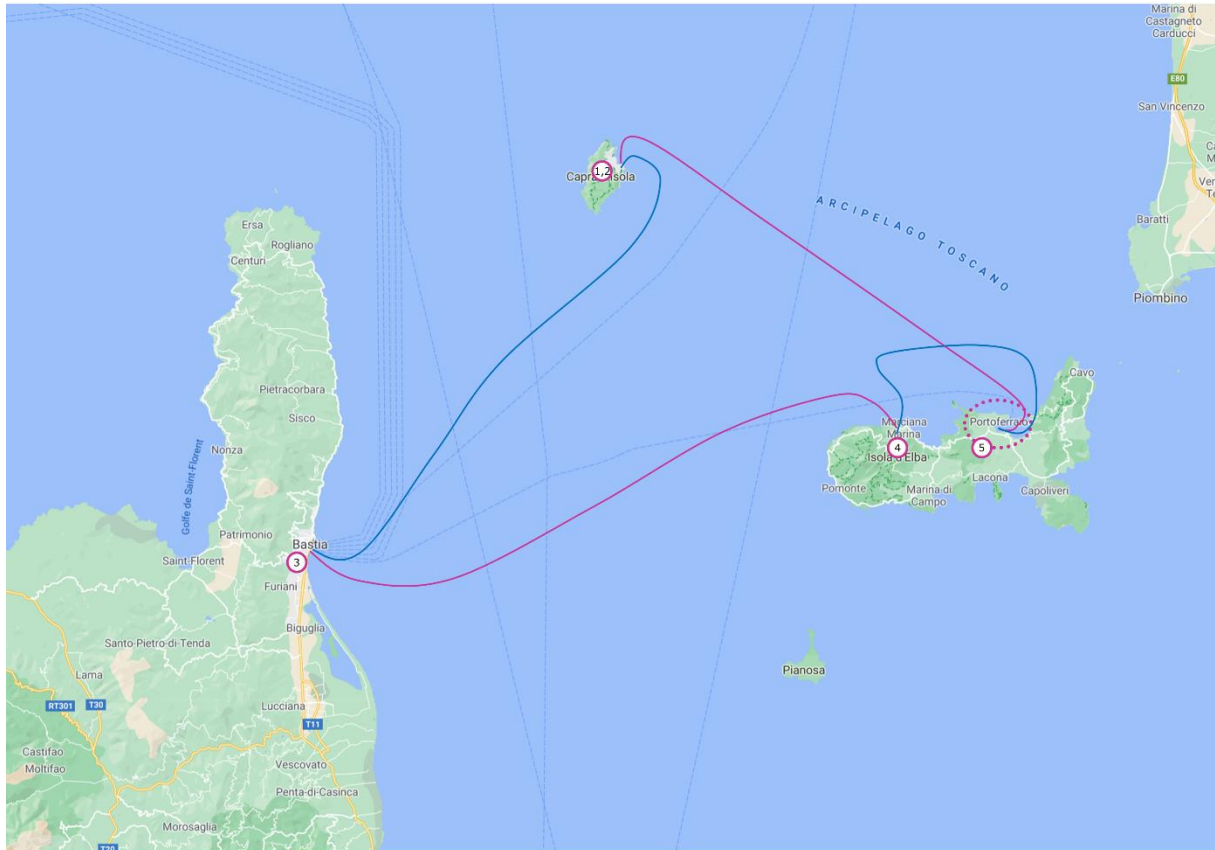 Marina di
Castagneto
Carducci
E80
San Vincenzo
1,2
ARCIPELAGO TOSCANO
Baratti
Piombino
Ersa
Rogliano
Centuri
Pietracorbara
Sisco
Nonza
Golfe de Saint-Florent
Patrimonio
Saint-Florent
Bastia
3
Furiani
Biguglia
Santo-Pietro-di-Tenda
Lama
RT301
T30
Lucciana
T11
Castifao
Moltifao
Vescovato
Penta-di-Casinca
Morosaglia
Cavo
Marciana
Marina
Portoferraio
4
5
Isola d'Elba
Pomonte
Marina di
Campo
Lacona
Capoliveri
Pianosa